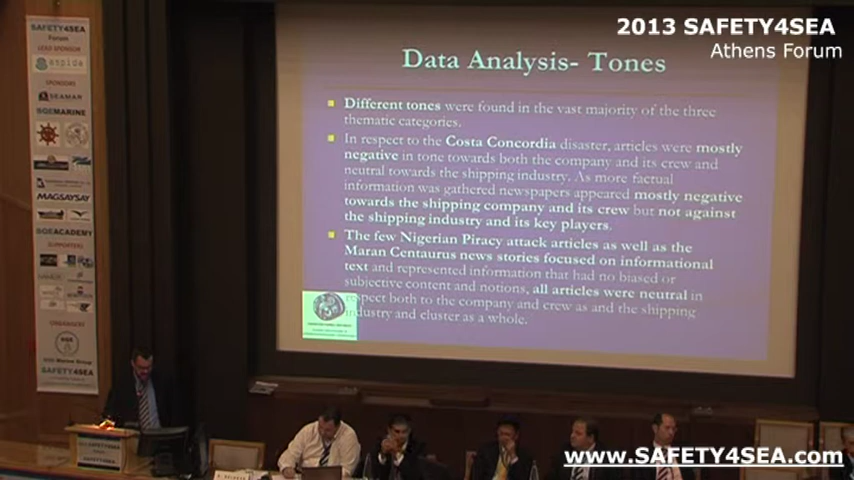 2013 SAFETY4SEA
Athens Forum
SAFETY4SEA
Forum
LEAD SPONSOR
SPONSORS
SEAMAR
MAGSAYSAY
SUPPORTERS
SAFETY4SEA
Data Analysis- Tones
Different tones were found in the vast majority of the three
thematic categories.
In respect to the Costa Concordia disaster, articles were mostly
negative in tone towards both the company and its crew and
neutral towards the shipping industry. As more factual
information was gathered newspapers appeared mostly negative
towards the shipping company and its crew but not against
the shipping industry and its key players.
The few Nigerian Piracy attack articles as well as the
Maran Centaurus news stories focused on informational
text and represented information that had no biased or
subjective content and notions, all articles were neutral in
respect both to the company and crew as and the shipping
industry and cluster as a whole.
SAFETY4SEA
www.SAFETY4SEA.com